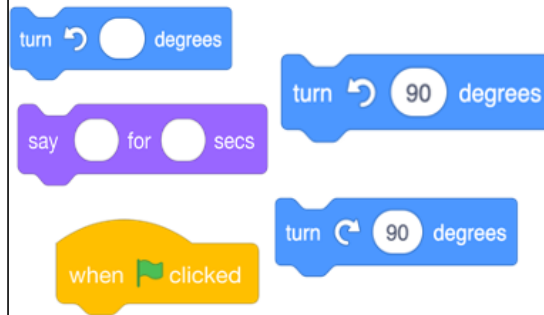 turn degrees
turn 90 degrees
say for secs
turn 90 degrees
when clicked